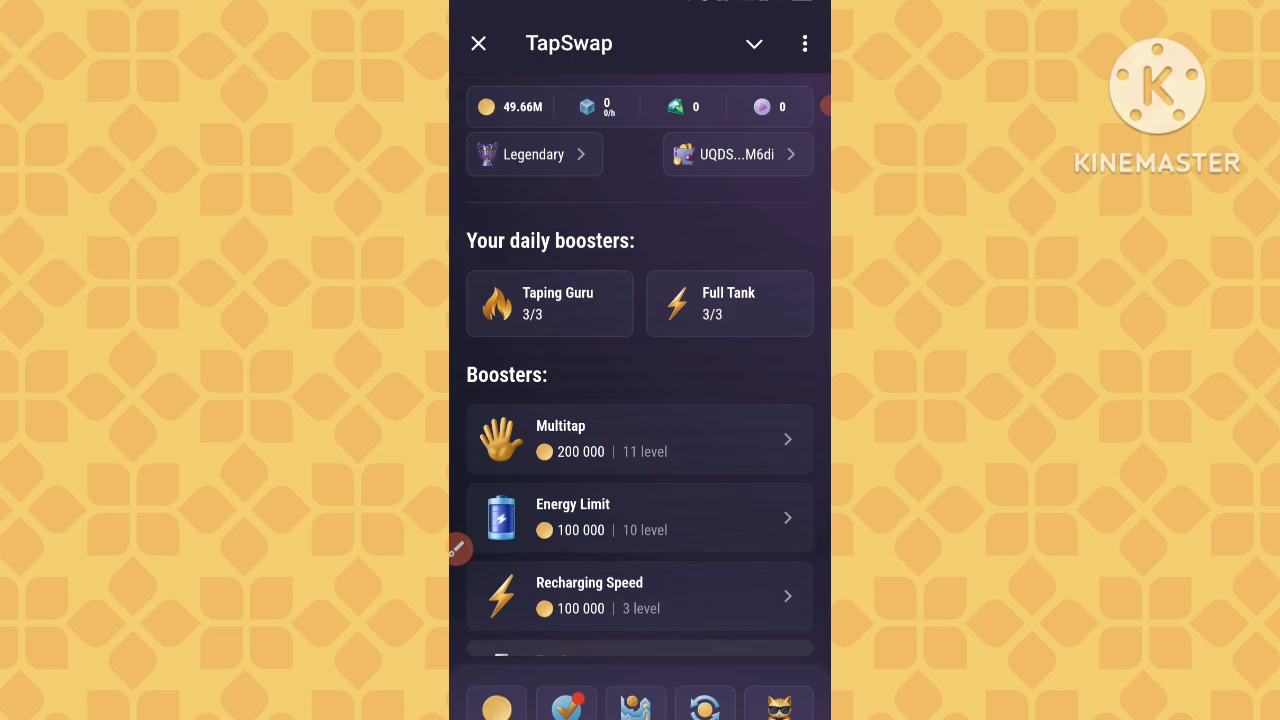 TapSwap
49.66M
0
0/h
0
0
Legendary
UQDS...M6di
Your daily boosters:
Taping Guru
3/3
Full Tank
3/3
Boosters:
Multitap
200 000 | 11 level
Energy Limit
100 000 | 10 level
Recharging Speed
100 000 | 3 level
K
KINEMASTER